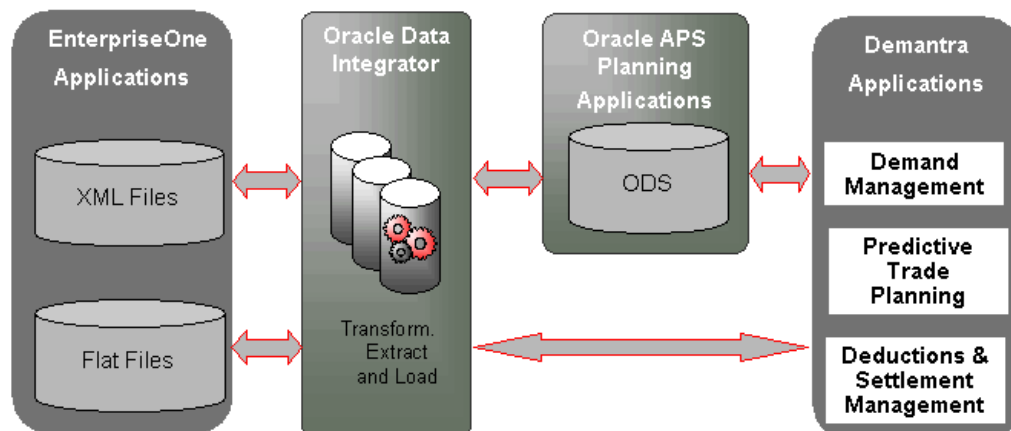 EnterpriseOne
Applications
XML Files
Flat Files
Oracle Data
Integrator
Transform.
Extract
and Load
Oracle APS
Planning
Applications
ODS
Demantra
Applications
Demand
Management
Predictive
Trade
Planning
Deductions &
Settlement
Management